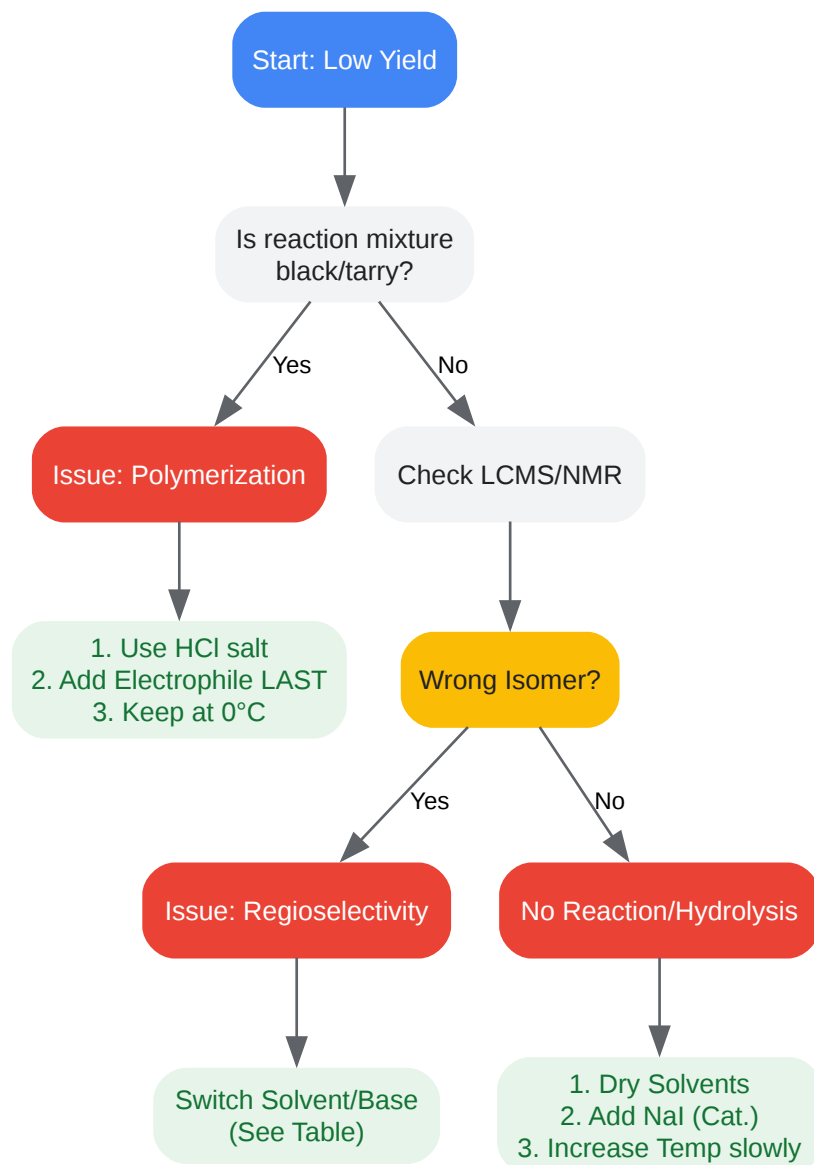 Start: Low Yield
Is reaction mixture
black/tarry?
Yes
No
Issue: Polymerization
Check LCMS/NMR
1. Use HCl salt
2. Add Electrophile LAST
3. Keep at 0°C
Wrong Isomer?
Yes
No
Issue: Regioselectivity
No Reaction/Hydrolysis
Switch Solvent/Base
(See Table)
1. Dry Solvents
2. Add NaI (Cat.)
3. Increase Temp slowly